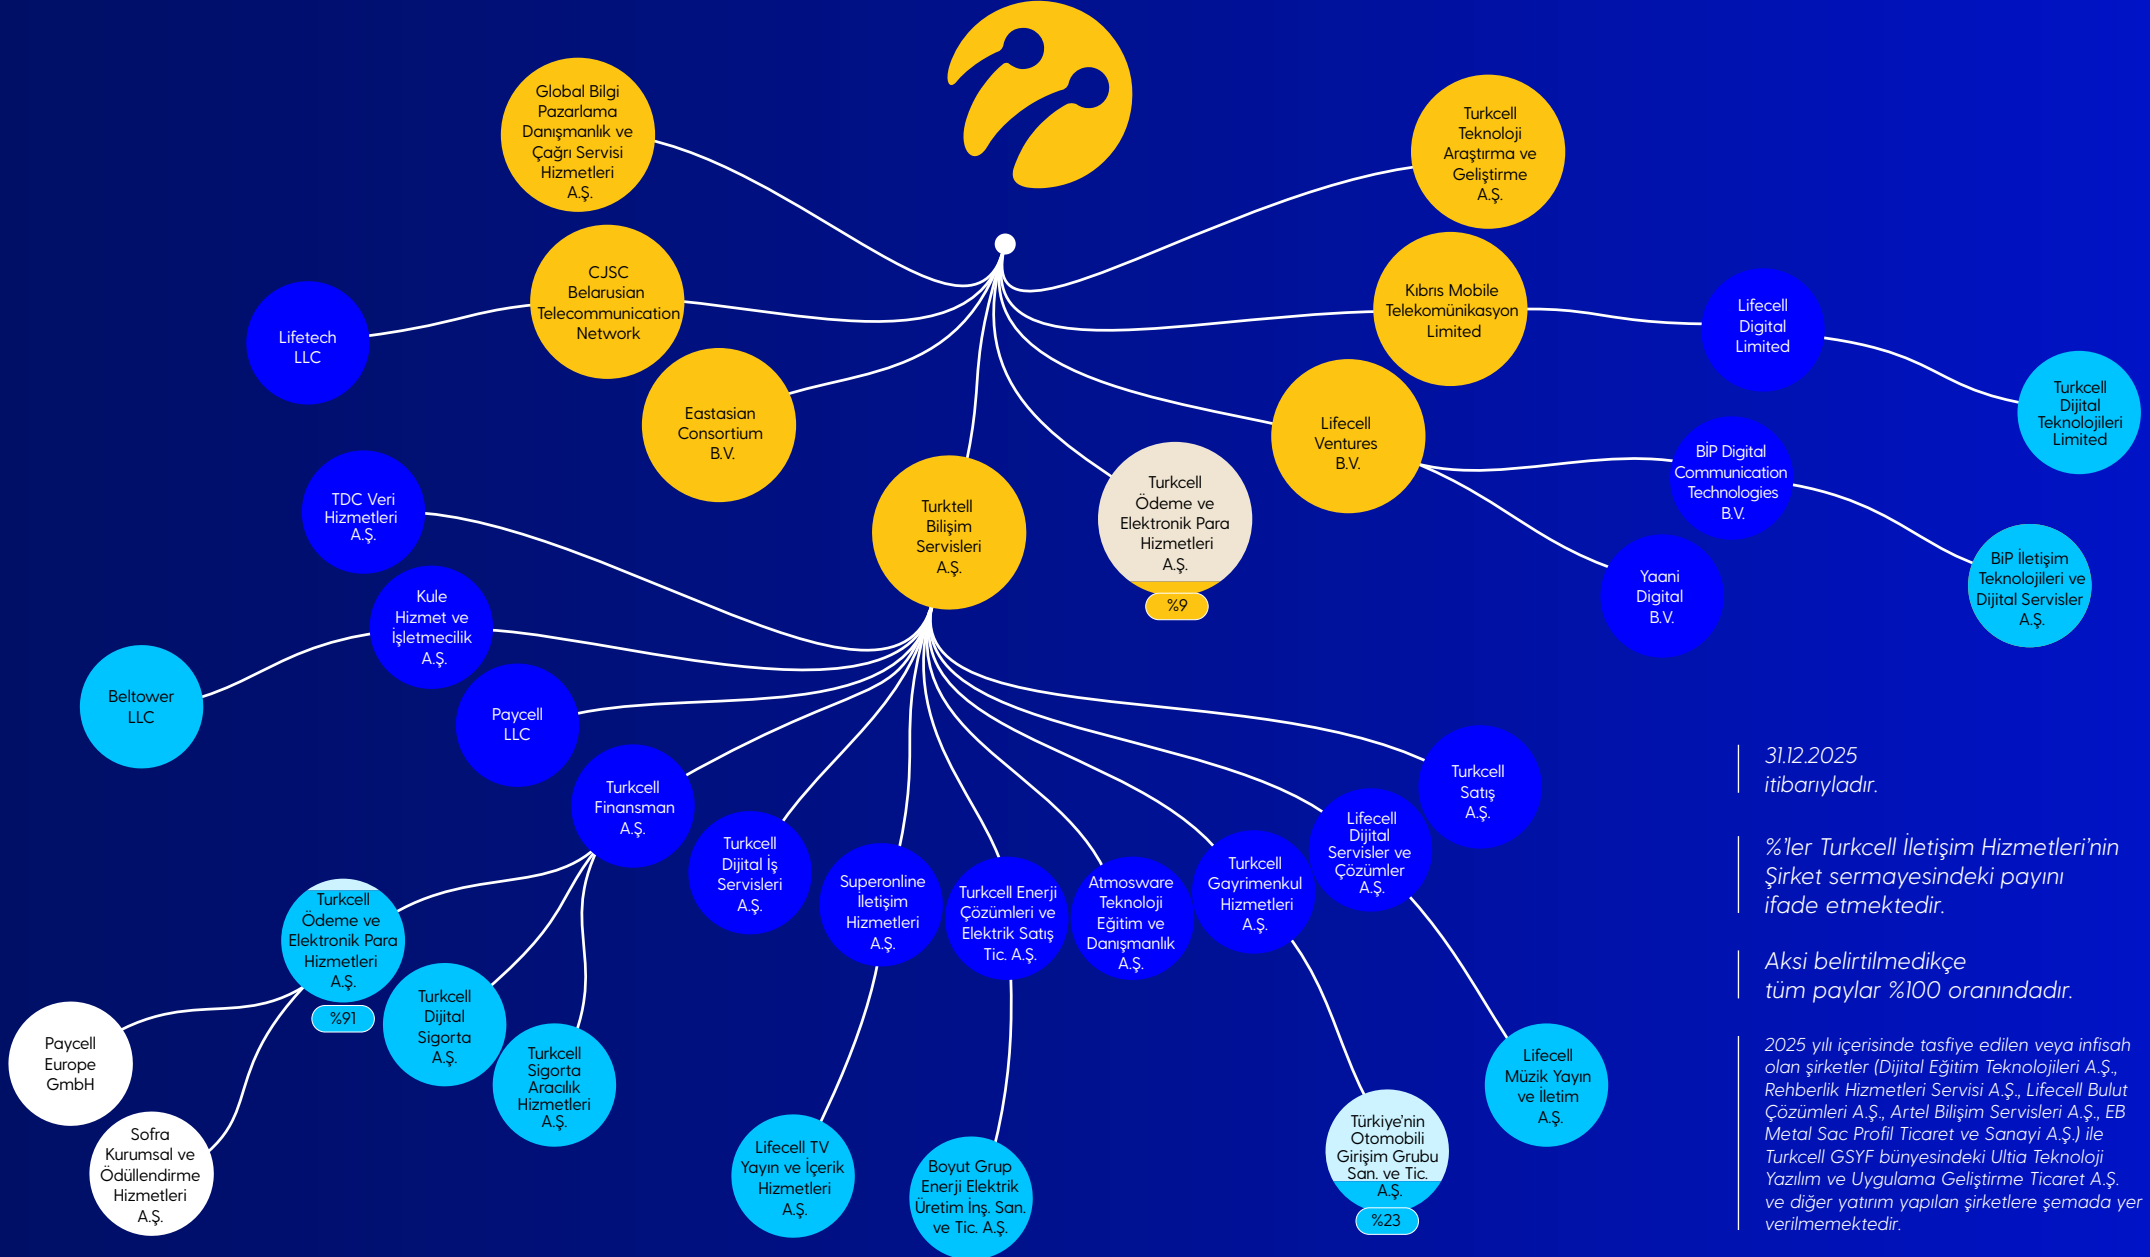 Global Bilgi
Pazarlama
Danışmanlık ve
Çağrı Servisi
Hizmetleri
A.Ş.
Turkcell
Teknoloji
Araştırma ve
Geliştirme
A.Ş.
CJSC
Belarusian
Telecommunication
Network
Kıbrıs Mobile
Telekomünikasyon
Limited
Lifecell
Digital
Limited
Lifetech
LLC
Turkcell
Dijital
Teknolojileri
Limited
Eastasian
Consortium
B.V.
Lifecell
Ventures
B.V.
BİP Digital
Communication
Technologies
B.V.
Turkcell
Ödeme ve
Elektronik Para
Hizmetleri
A.Ş.
%9
Turktell
Bilişim
Servisleri
A.Ş.
TDC Veri
Hizmetleri
A.Ş.
BiP İletişim
Teknolojileri ve
Dijital Servisler
A.Ş.
Yaani
Digital
B.V.
Kule
Hizmet ve
İşletmecilik
A.Ş.
Beltower
LLC
Paycell
LLC
Turkcell
Finansman
A.Ş.
Turkcell
Dijital İş
Servisleri
A.Ş.
Superonline
İletişim
Hizmetleri
A.Ş.
Turkcell Enerji
Çözümleri ve
Elektrik Satış
Tic. A.Ş.
Atmosware
Teknoloji
Eğitim ve
Danışmanlık
A.Ş.
Turkcell
Gayrimenkul
Hizmetleri
A.Ş.
Lifecell
Dijital
Servisler ve
Çözümler
A.Ş.
Turkcell
Satış
A.Ş.
Turkcell
Ödeme ve
Elektronik Para
Hizmetleri
A.Ş.
%91
Turkcell
Dijital
Sigorta
A.Ş.
Turkcell
Sigorta
Aracılık
Hizmetleri
A.Ş.
Paycell
Europe
GmbH
Sofra
Kurumsal ve
Ödüllendirme
Hizmetleri
A.Ş.
Lifecell TV
Yayın ve İçerik
Hizmetleri
A.Ş.
Boyut Grup
Enerji Elektrik
Üretim İnş. San.
ve Tic. A.Ş.
Türkiye'nin
Otomobili
Girişim Grubu
San. ve Tic.
A.Ş.
%23
Lifecell
Müzik Yayın
ve İletim
A.Ş.
31.12.2025
itibarıyladır.
%'ler Turkcell İletişim Hizmetleri'nin
Şirket sermayesindeki payını
ifade etmektedir.
Aksi belirtilmedikçe
tüm paylar %100 oranındadır.
2025 yılı içerisinde tasfiye edilen veya infisah
olan şirketler (Dijital Eğitim Teknolojileri A.Ş.,
Rehberlik Hizmetleri Servisi A.Ş., Lifecell Bulut
Çözümleri A.Ş., Artel Bilişim Servisleri A.Ş., EB
Metal Sac Profil Ticaret ve Sanayi A.Ş.) ile
Turkcell GSYF bünyesindeki Ultia Teknoloji
Yazılım ve Uygulama Geliştirme Ticaret A.Ş.
ve diğer yatırım yapılan şirketlere şemada yer
verilmemektedir.